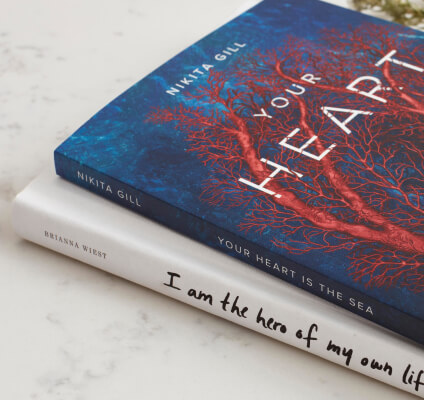 NIKITA GILL
YOUR
HEART
NIKITA GILL
YOUR HEART IS THE SEA
BRIANNA WIEST
I am the hero of my own lif